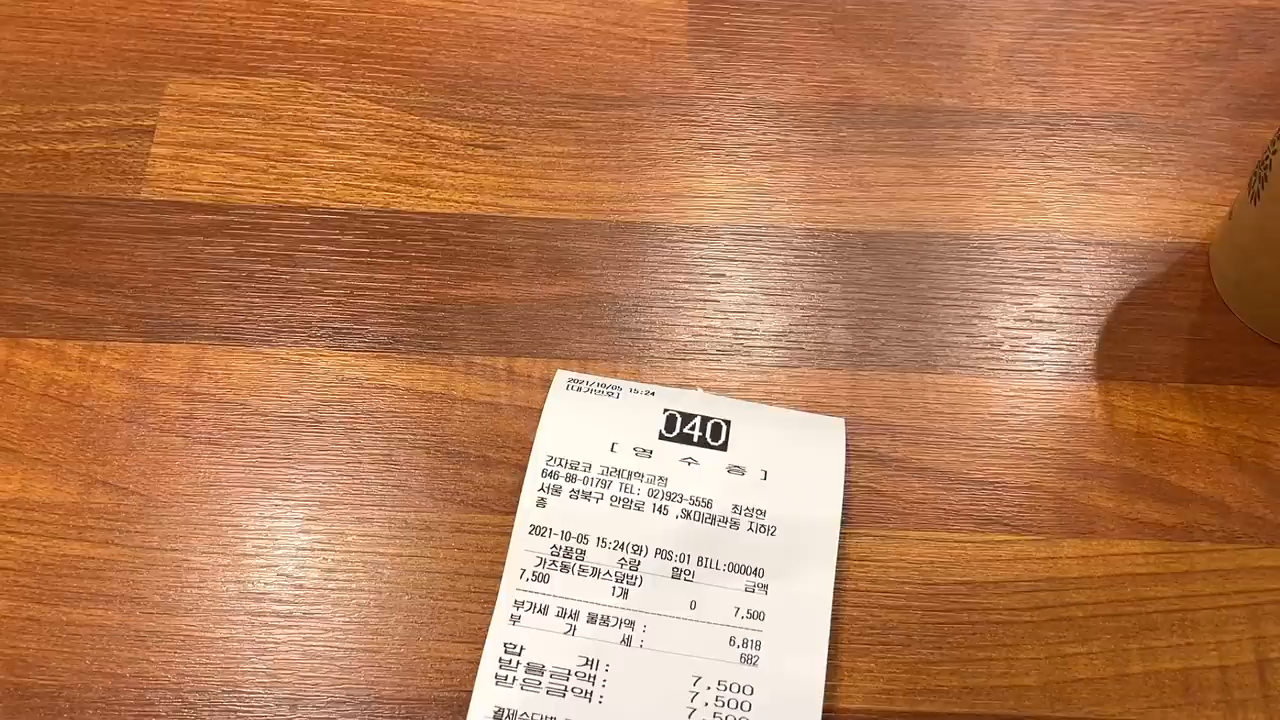 2021/10/05 15:24
[대기번호]
040
[ 영 수 증 ]
긴자료코 고려대학교점
646-88-01797 TEL: 02)923-5556 최성현
서울 성북구 안암로 145 ,SK미래관동 지하2
층
2021-10-05 15:24(화) POS:01 BILL:000040
상품명 수량 할인 금액
가츠동(돈까스덮밥)
7,500 1개 0 7,500
부가세 과세 물품가액 : 6,818
부 가 세 : 682
합 계: 7,500
받을금액: 7,500
받은금액: 7,500